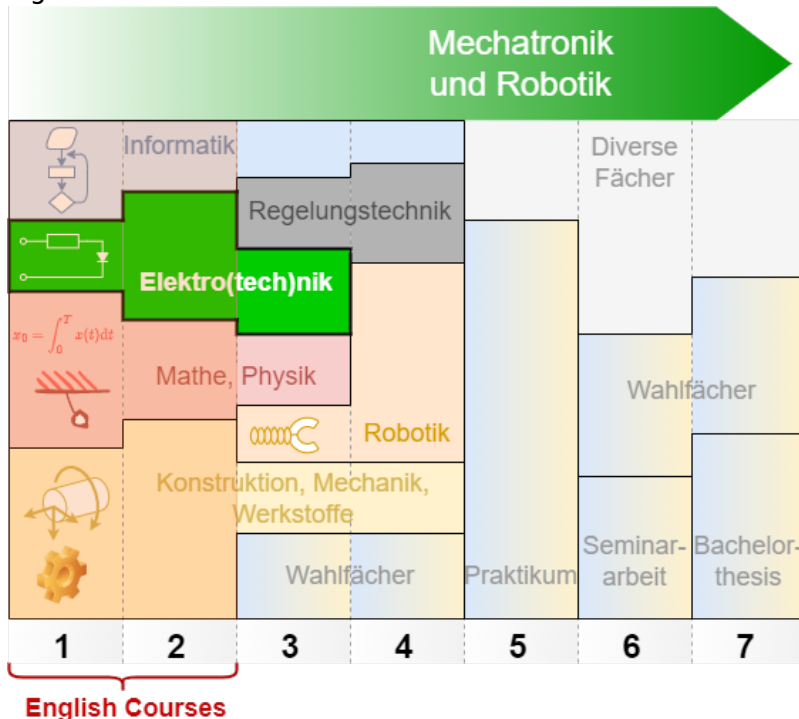 Mechatronik
und Robotik
Informatik
Diverse
Fächer
Regelungstechnik
Elektro(tech)nik
x₀ = ∫₀ᵀ x(t)dt
Mathe, Physik
Wahlfächer
Robotik
Konstruktion, Mechanik,
Werkstoffe
Wahlfächer
Praktikum
Seminar-
arbeit
Bachelor-
thesis
1 2 3 4 5 6 7
English Courses